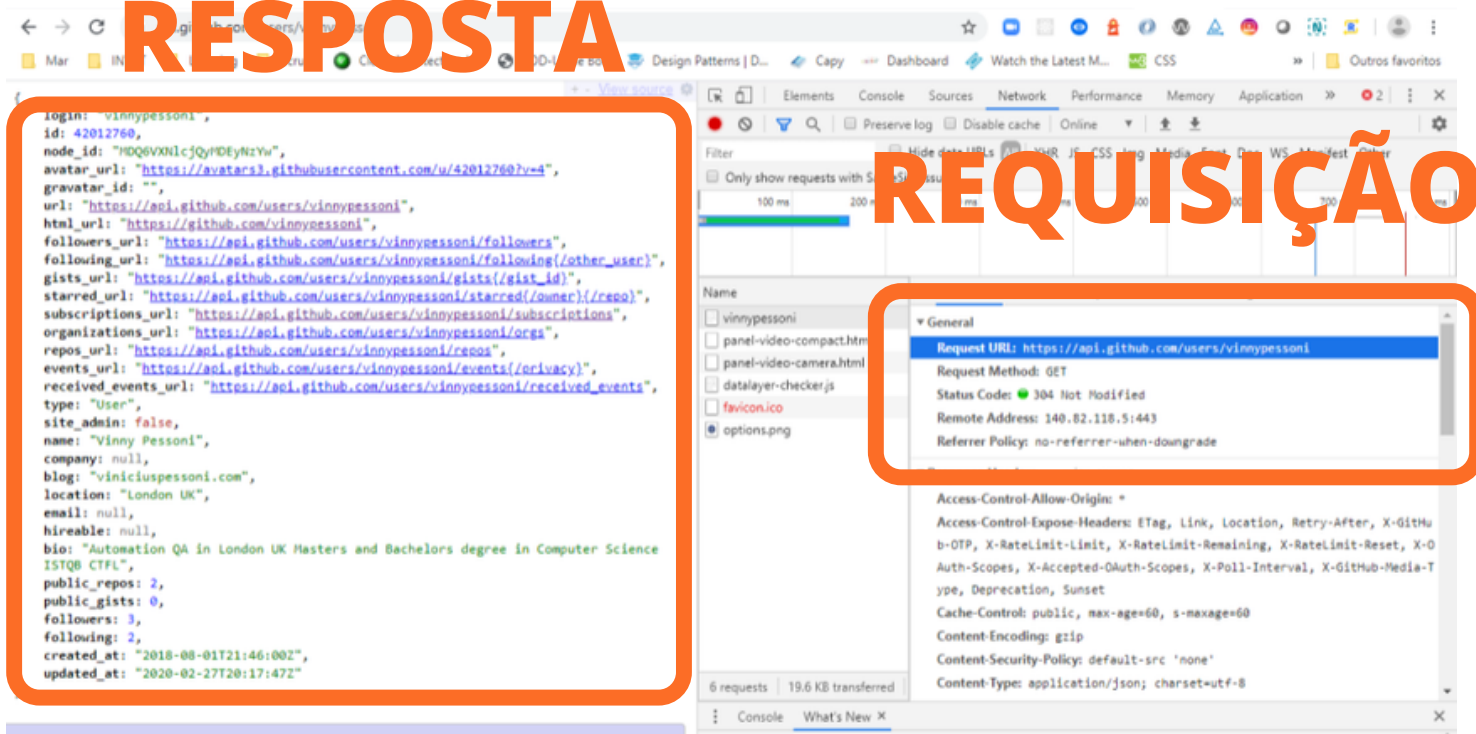 RESPOSTA
Mar
Design Patterns | D...
Capy
Dashboard
Watch the Latest M...
CSS
»
Outros favoritos
+ - View source
{
login: "vinnypessoni",
id: 42012760,
node_id: "MDQ6VXNlcjQyMDEyNzYw",
avatar_url: "https://avatars3.githubusercontent.com/u/42012760?v=4",
gravatar_id: "",
url: "https://api.github.com/users/vinnypessoni",
html_url: "https://github.com/vinnypessoni",
followers_url: "https://api.github.com/users/vinnypessoni/followers",
following_url: "https://api.github.com/users/vinnypessoni/following{/other_user}",
gists_url: "https://api.github.com/users/vinnypessoni/gists{/gist_id}",
starred_url: "https://api.github.com/users/vinnypessoni/starred{/owner}{/repo}",
subscriptions_url: "https://api.github.com/users/vinnypessoni/subscriptions",
organizations_url: "https://api.github.com/users/vinnypessoni/orgs",
repos_url: "https://api.github.com/users/vinnypessoni/repos",
events_url: "https://api.github.com/users/vinnypessoni/events{/privacy}",
received_events_url: "https://api.github.com/users/vinnypessoni/received_events",
type: "User",
site_admin: false,
name: "Vinny Pessoni",
company: null,
blog: "viniciuspessoni.com",
location: "London UK",
email: null,
hireable: null,
bio: "Automation QA in London UK Masters and Bachelors degree in Computer Science
ISTQB CTFL",
public_repos: 2,
public_gists: 0,
followers: 3,
following: 2,
created_at: "2018-08-01T21:46:00Z",
updated_at: "2020-02-27T20:17:47Z"
Elements Console Sources Network Performance Memory Application » 2
Preserve log Disable cache Online
Filter Hide data URLs All XHR JS CSS Img Media Font Doc WS Manifest Other
Only show requests with
REQUISIÇÃO
100 ms
Name
vinnypessoni
panel-video-compact.htm
panel-video-camera.html
datalayer-checker.js
favicon.ico
options.png
General
Request URL: https://api.github.com/users/vinnypessoni
Request Method: GET
Status Code: 304 Not Modified
Remote Address: 140.82.118.5:443
Referrer Policy: no-referrer-when-downgrade
Access-Control-Allow-Origin: *
Access-Control-Expose-Headers: ETag, Link, Location, Retry-After, X-GitHu
b-OTP, X-RateLimit-Limit, X-RateLimit-Remaining, X-RateLimit-Reset, X-O
Auth-Scopes, X-Accepted-OAuth-Scopes, X-Poll-Interval, X-GitHub-Media-T
ype, Deprecation, Sunset
Cache-Control: public, max-age=60, s-maxage=60
Content-Encoding: gzip
Content-Security-Policy: default-src 'none'
Content-Type: application/json; charset=utf-8
6 requests 19.6 KB transferred
Console What's New ×